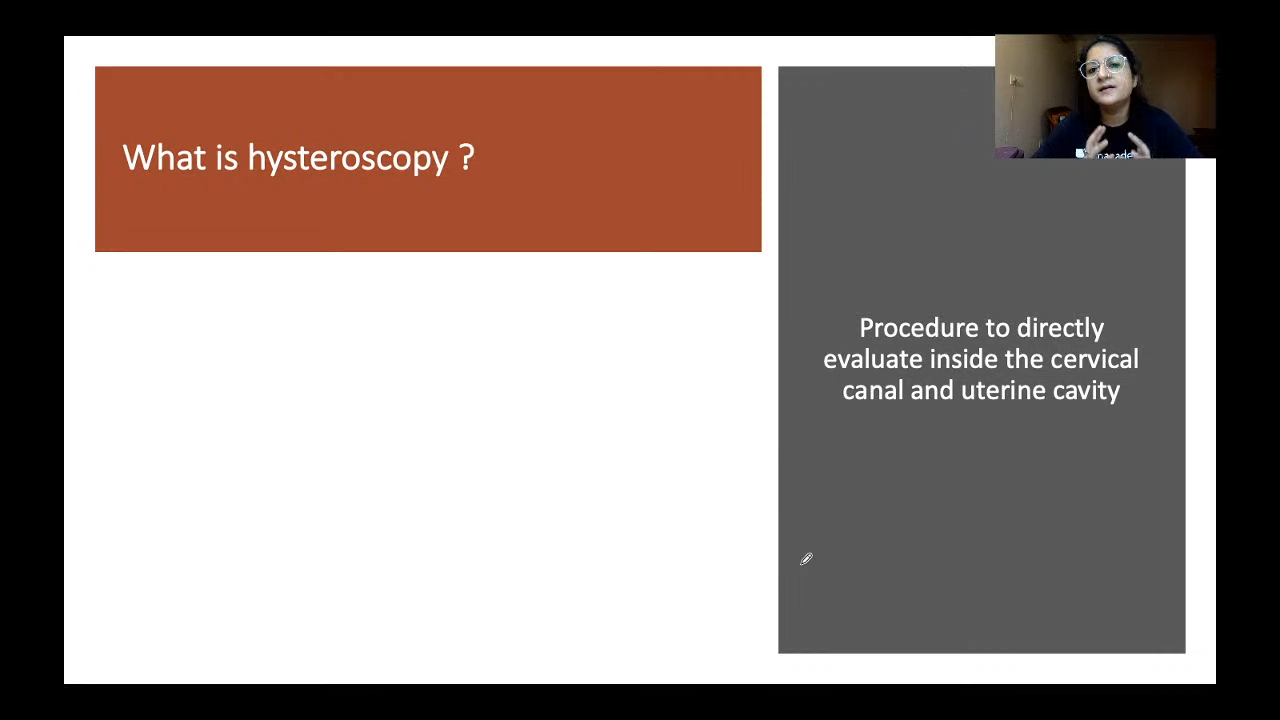 What is hysteroscopy ?
Procedure to directly
evaluate inside the cervical
canal and uterine cavity